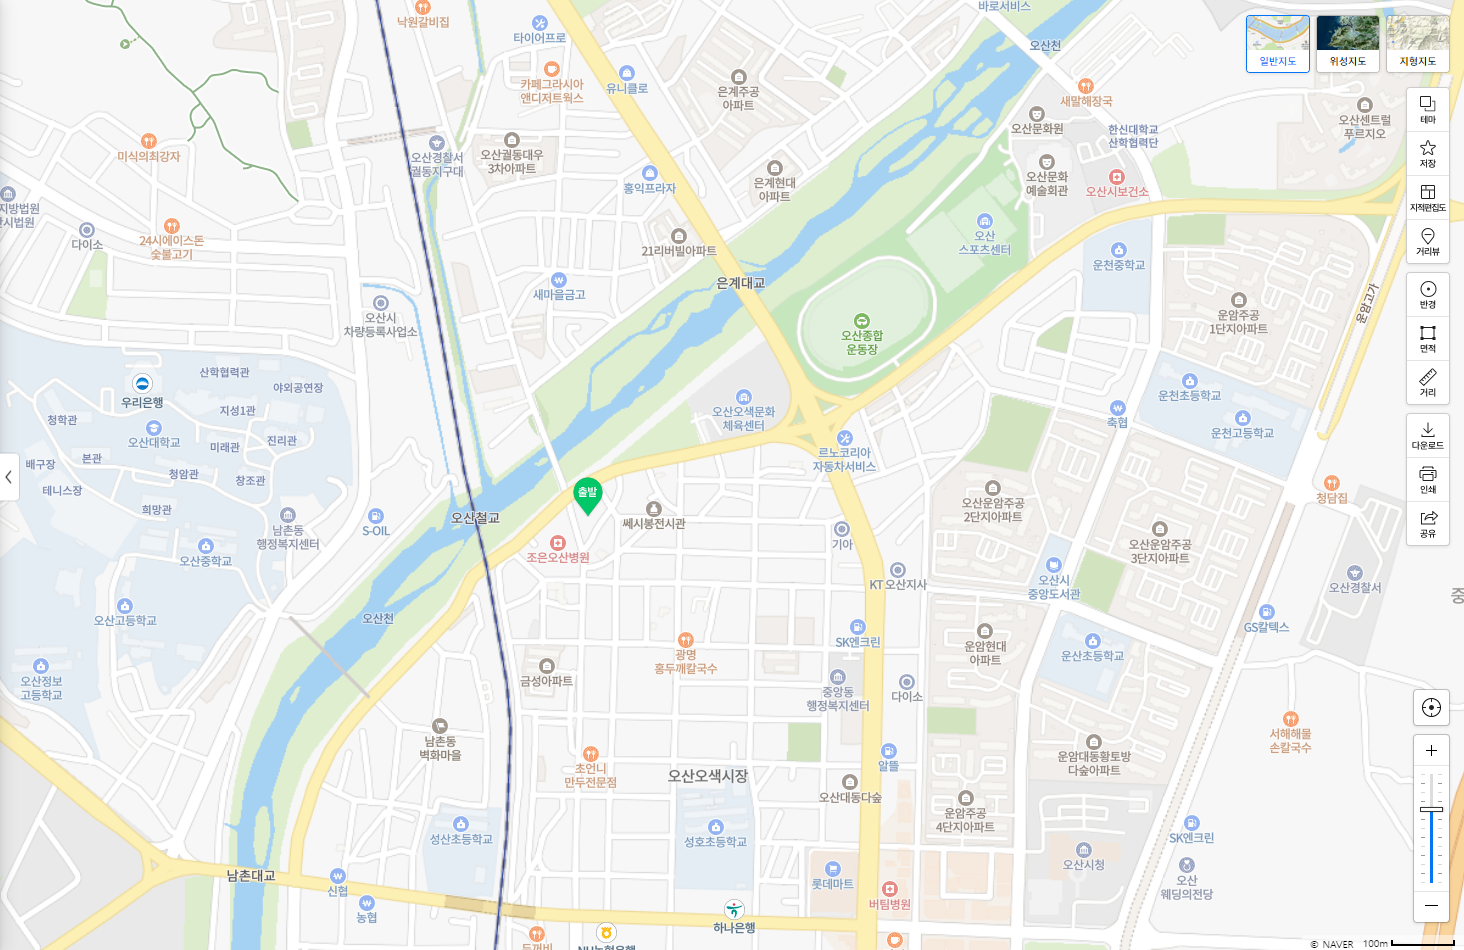 낙원갈비집
타이어프로
바로서비스
오산천
일반지도
위성지도
지형지도
카페그라시아
앤디저트웍스
유니클로
은계주공
아파트
새말해장국
테마
오산문화원
한신대학교
산학협력단
오산센트럴
푸르지오
미식의최강자
오산경찰서
궐동지구대
오산궐동대우
3차아파트
저장
홍익프라자
은계현대
아파트
오산문화
예술회관
오산시보건소
지방법원
산시법원
지적편집도
다이소
24시에이스돈
숯불고기
21리버빌아파트
오산
스포츠센터
거리뷰
운천중학교
은계대교
새마을금고
오산시
차량등록사업소
오산종합
운동장
운암주공
1단지아파트
운암고가
반경
면적
산학협력관
야외공연장
우리은행
거리
청학관
지성1관
오산대학교
미래관
진리관
오산오색문화
체육센터
운천초등학교
축협
운천고등학교
다운로드
배구장
본관
청암관
창조관
테니스장
희망관
르노코리아
자동차서비스
인쇄
출발
청담집
남촌동
행정복지센터
S-OIL
오산철교
쎄시봉전시관
오산운암주공
2단지아파트
공유
기아
오산중학교
조은오산병원
오산운암주공
3단지아파트
KT 오산지사
오산시
중앙도서관
오산경찰서
중
오산고등학교
오산천
SK엔크린
GS칼텍스
광명
홍두깨칼국수
운암현대
아파트
운산초등학교
오산정보
고등학교
금성아파트
중앙동
행정복지센터
다이소
남촌동
벽화마을
서해해물
손칼국수
초언니
만두전문점
오산오색시장
알뜰
운암대동황토방
다숲아파트
오산대동다숲
성산초등학교
성호초등학교
운암주공
4단지아파트
SK엔크린
오산시청
남촌대교
신협
롯데마트
오산
웨딩의전당
농협
버팀병원
하나은행
두깨비
NH농협은행
© NAVER
100m